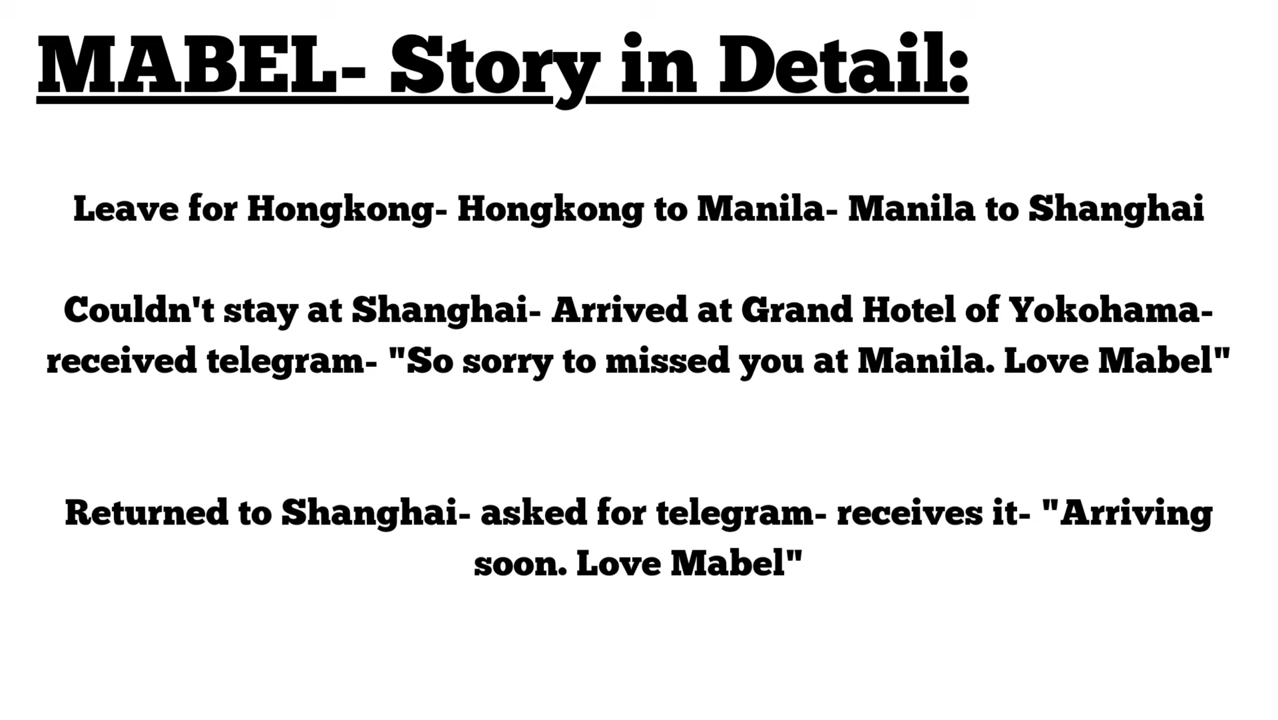 MABEL- Story in Detail:
Leave for Hongkong- Hongkong to Manila- Manila to Shanghai
Couldn't stay at Shanghai- Arrived at Grand Hotel of Yokohama-
received telegram- "So sorry to missed you at Manila. Love Mabel"
Returned to Shanghai- asked for telegram- receives it- "Arriving
soon. Love Mabel"